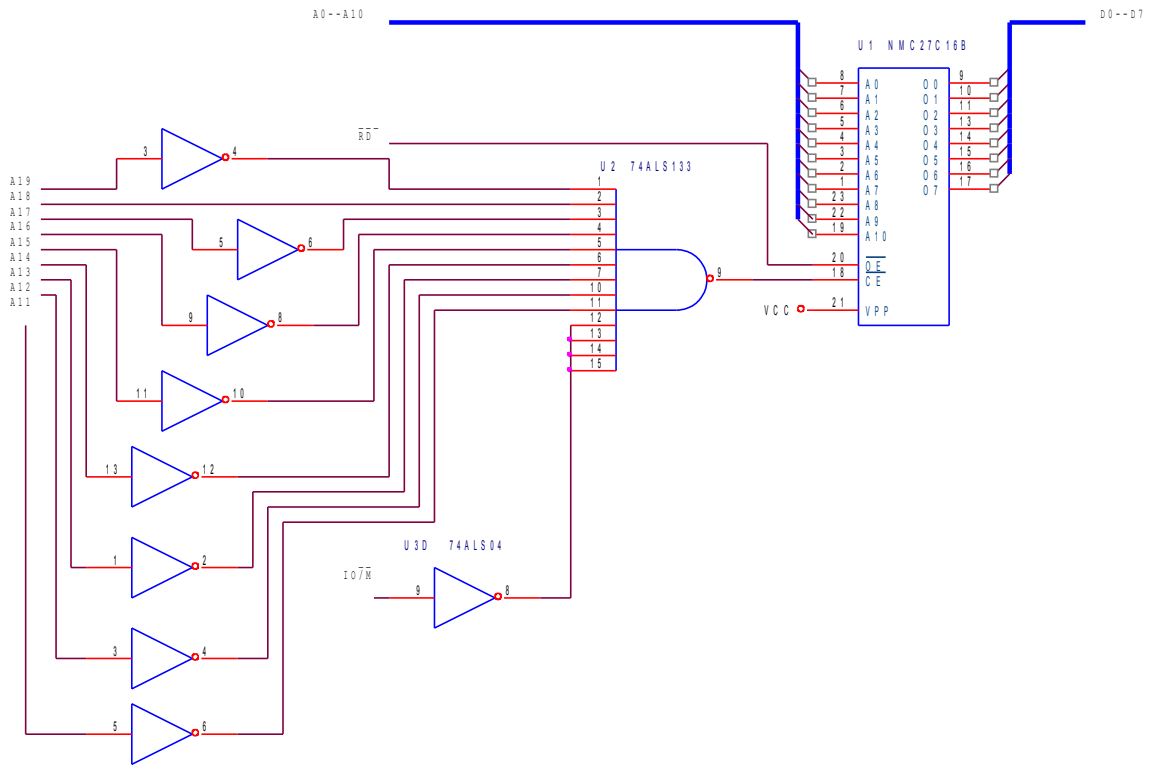 A0--A10
D0--D7
U1 NMC27C16B
8 A0 O0 9
7 A1 O1 10
6 A2 O2 11
5 A3 O3 13
4 A4 O4 14
3 A5 O5 15
2 A6 O6 16
1 A7 O7 17
23 A8
22 A9
19 A10
20 OE
18 CE
VCC 21 VPP
RD
U2 74ALS133
1
2
3
4
5
6
7
10
11
12
13
14
15
9
A19
A18
A17
A16
A15
A14
A13
A12
A11
3 4
5 6
9 8
11 10
13 12
1 2
3 4
5 6
U3D 74ALS04
IO/M
9 8